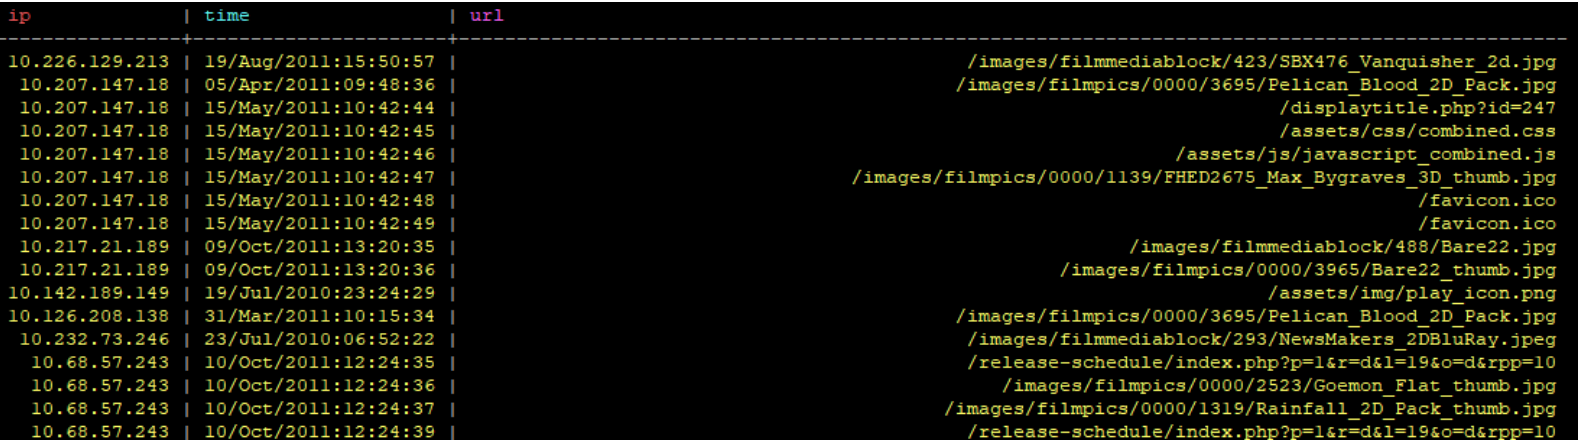 ip | time | url
10.226.129.213 | 19/Aug/2011:15:50:57 | /images/filmmediablock/423/SBX476_Vanquisher_2d.jpg
10.207.147.18 | 05/Apr/2011:09:48:36 | /images/filmpics/0000/3695/Pelican_Blood_2D_Pack.jpg
10.207.147.18 | 15/May/2011:10:42:44 | /displaytitle.php?id=247
10.207.147.18 | 15/May/2011:10:42:45 | /assets/css/combined.css
10.207.147.18 | 15/May/2011:10:42:46 | /assets/js/javascript_combined.js
10.207.147.18 | 15/May/2011:10:42:47 | /images/filmpics/0000/1139/FHED2675_Max_Bygraves_3D_thumb.jpg
10.207.147.18 | 15/May/2011:10:42:48 | /favicon.ico
10.207.147.18 | 15/May/2011:10:42:49 | /favicon.ico
10.217.21.189 | 09/Oct/2011:13:20:35 | /images/filmmediablock/488/Bare22.jpg
10.217.21.189 | 09/Oct/2011:13:20:36 | /images/filmpics/0000/3965/Bare22_thumb.jpg
10.142.189.149 | 19/Jul/2010:23:24:29 | /assets/img/play_icon.png
10.126.208.138 | 31/Mar/2011:10:15:34 | /images/filmpics/0000/3695/Pelican_Blood_2D_Pack.jpg
10.232.73.246 | 23/Jul/2010:06:52:22 | /images/filmmediablock/293/NewsMakers_2DBluRay.jpeg
10.68.57.243 | 10/Oct/2011:12:24:35 | /release-schedule/index.php?p=1&r=d&l=19&o=d&rpp=10
10.68.57.243 | 10/Oct/2011:12:24:36 | /images/filmpics/0000/2523/Goemon_Flat_thumb.jpg
10.68.57.243 | 10/Oct/2011:12:24:37 | /images/filmpics/0000/1319/Rainfall_2D_Pack_thumb.jpg
10.68.57.243 | 10/Oct/2011:12:24:39 | /release-schedule/index.php?p=1&r=d&l=19&o=d&rpp=10